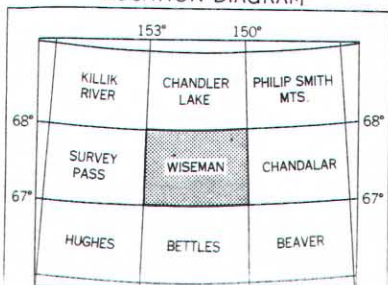 153° 150°
KILLIK RIVER CHANDLER LAKE PHILIP SMITH MTS.
68° 68°
SURVEY PASS WISEMAN CHANDALAR
67° 67°
HUGHES BETTLES BEAVER